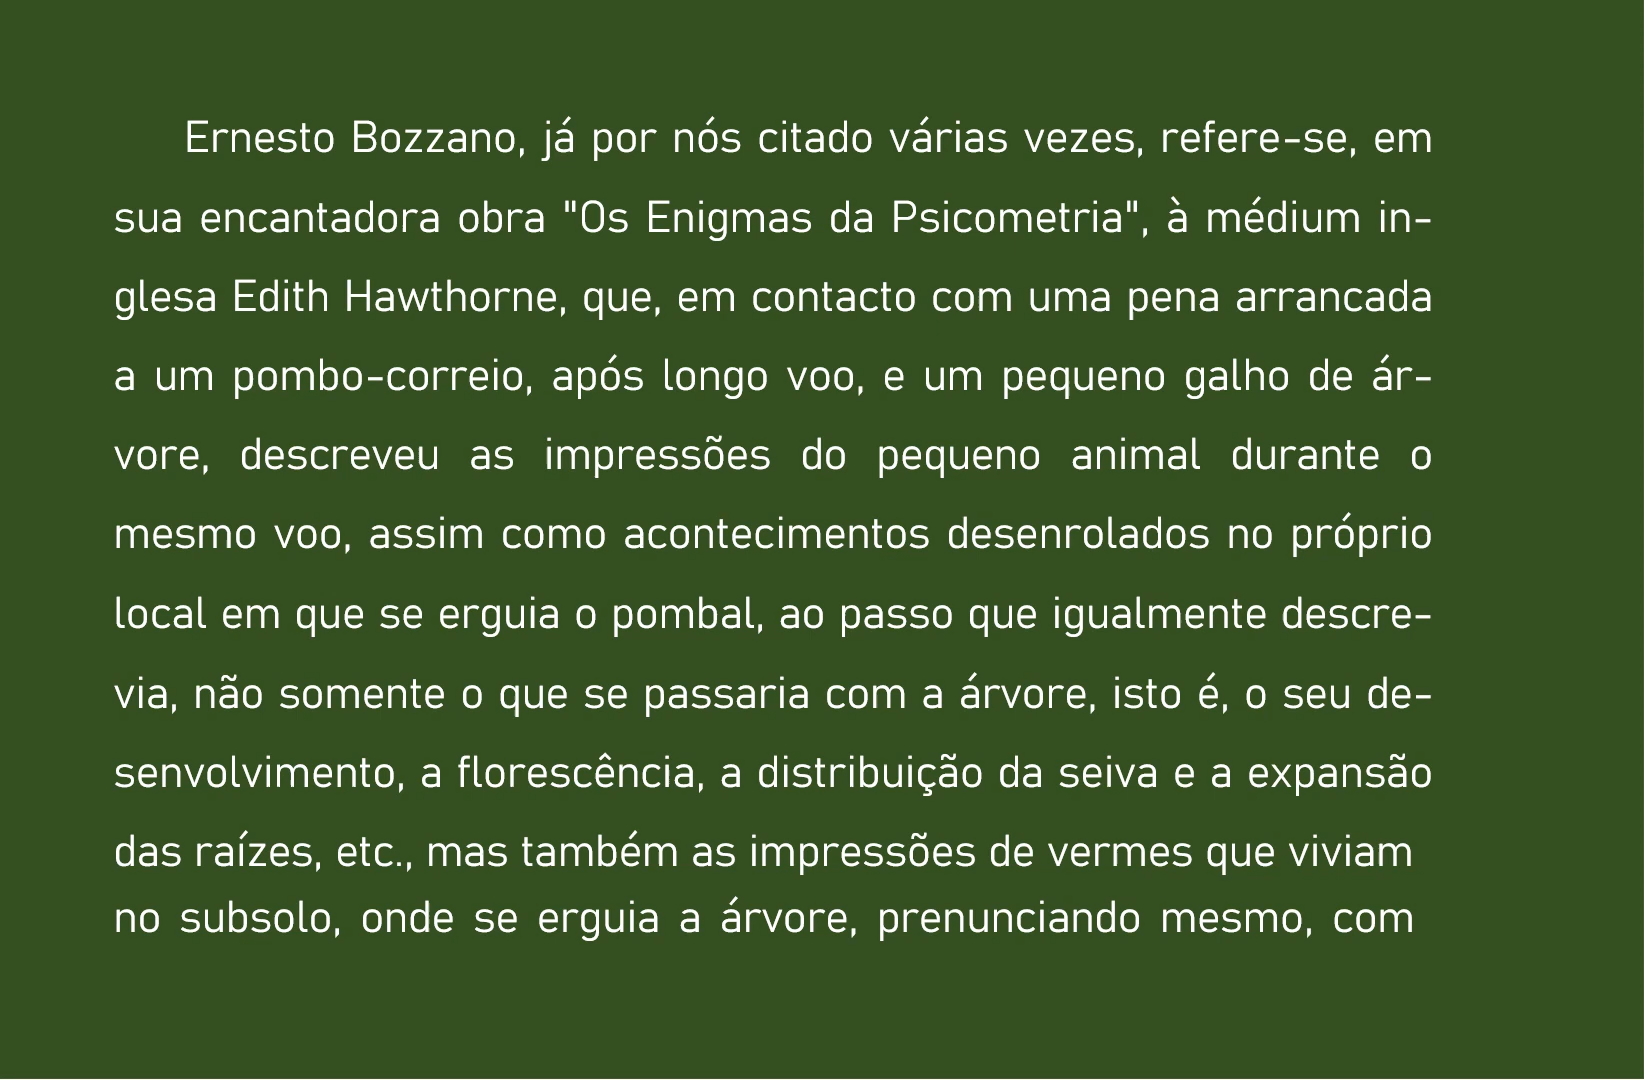 Ernesto Bozzano, já por nós citado várias vezes, refere-se, em
sua encantadora obra "Os Enigmas da Psicometria", à médium in-
glesa Edith Hawthorne, que, em contacto com uma pena arrancada
a um pombo-correio, após longo voo, e um pequeno galho de ár-
vore, descreveu as impressões do pequeno animal durante o
mesmo voo, assim como acontecimentos desenrolados no próprio
local em que se erguia o pombal, ao passo que igualmente descre-
via, não somente o que se passaria com a árvore, isto é, o seu de-
senvolvimento, a florescência, a distribuição da seiva e a expansão
das raízes, etc., mas também as impressões de vermes que viviam
no subsolo, onde se erguia a árvore, prenunciando mesmo, com